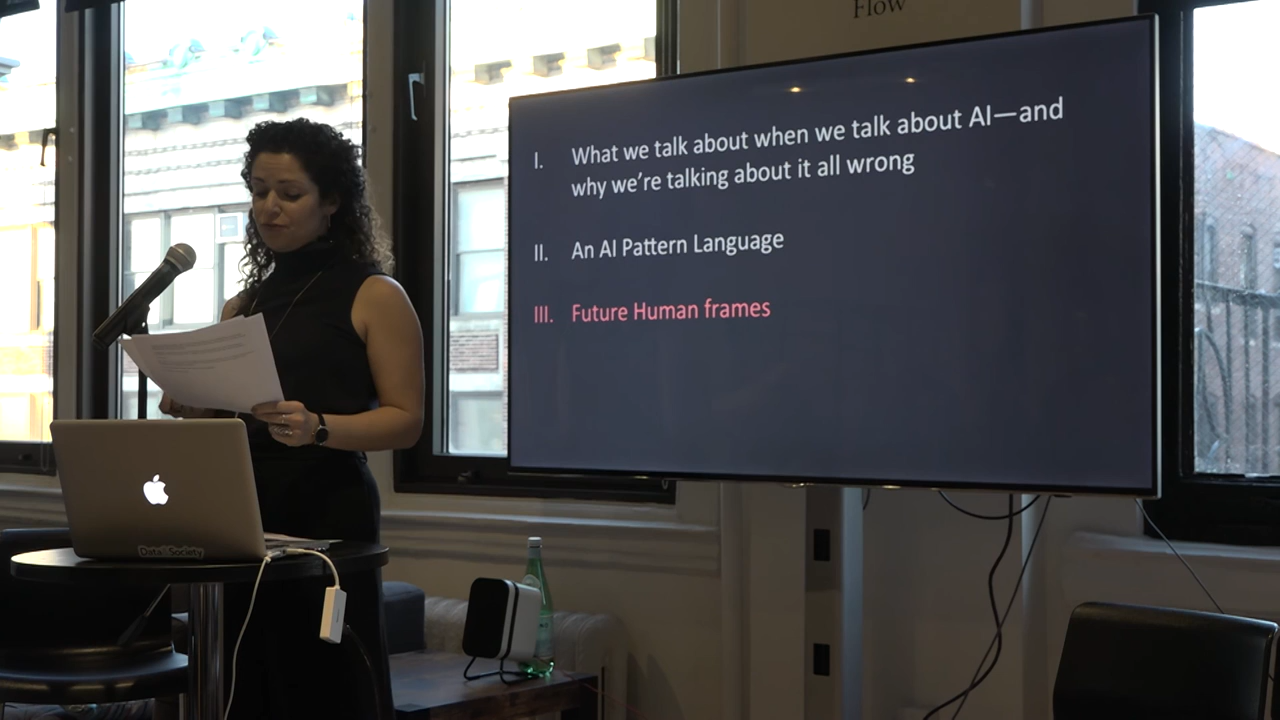 Flow
I. What we talk about when we talk about AI—and
why we're talking about it all wrong
II. An AI Pattern Language
III. Future Human frames
Data&Society